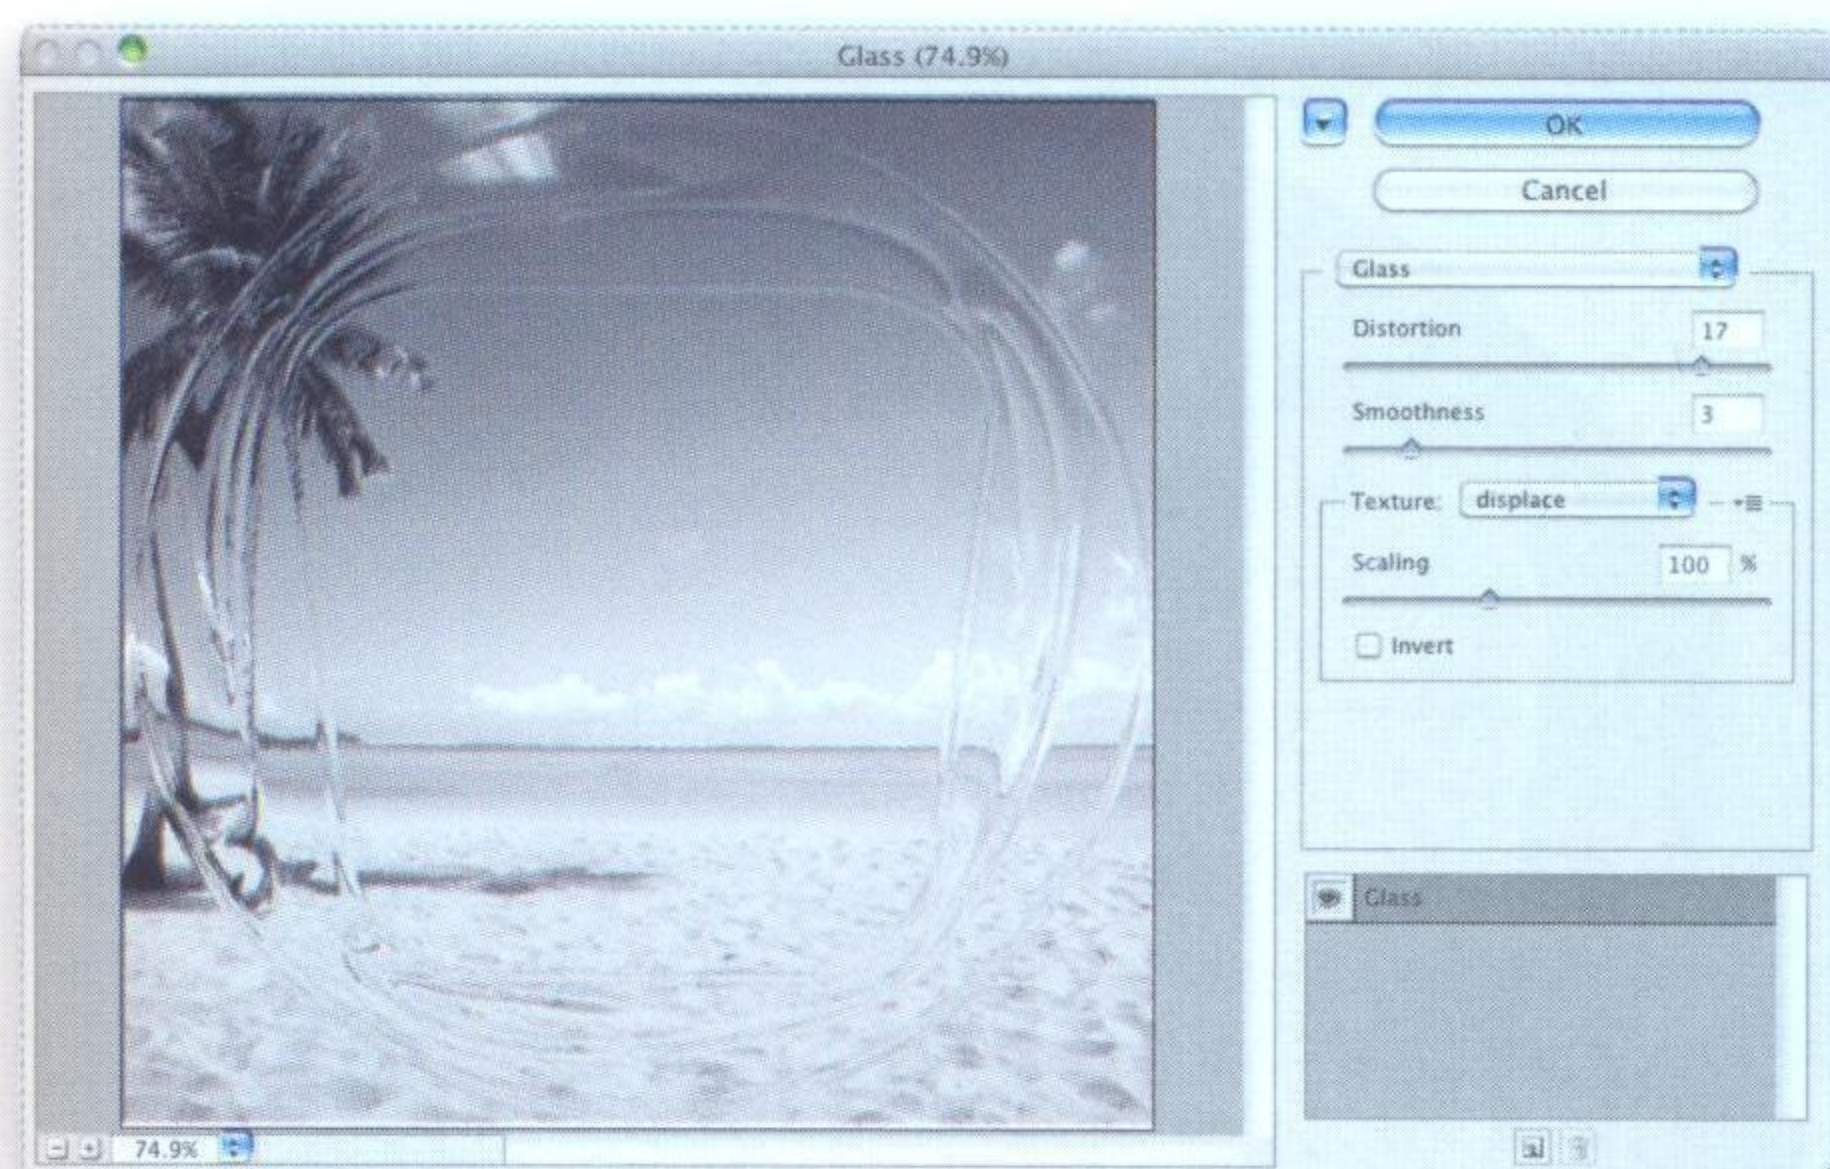 Glass (74.9%)
OK
Cancel
Glass
Distortion 17
Smoothness 3
Texture: displace
Scaling 100 %
Invert
Glass
74.9%